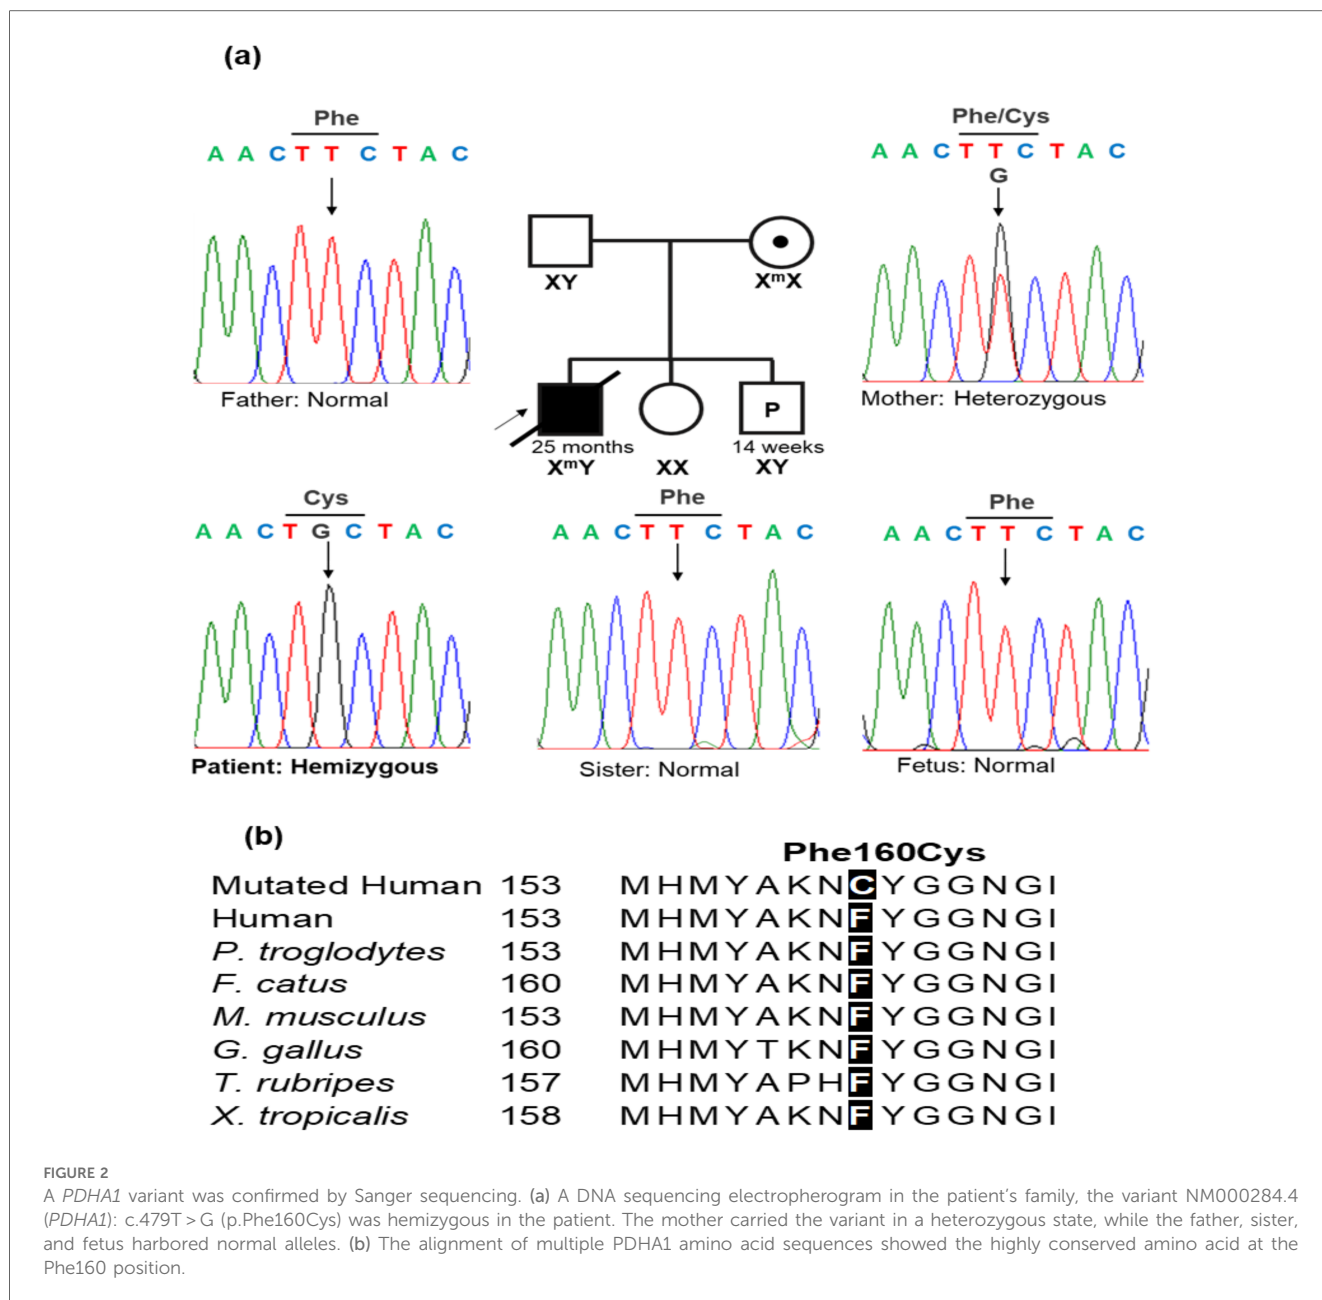 (a)
Phe
A A C T T C T A C
Father: Normal
Phe/Cys
A A C T T C T A C
G
Mother: Heterozygous
XY
XᵐX
25 months
XᵐY
XX
P
14 weeks
XY
Cys
A A C T G C T A C
Patient: Hemizygous
Phe
A A C T T C T A C
Sister: Normal
Phe
A A C T T C T A C
Fetus: Normal
(b)
Phe160Cys
Mutated Human 153 MHMYAKNCYGGNGI
Human 153 MHMYAKNFYGGNGI
P. troglodytes 153 MHMYAKNFYGGNGI
F. catus 160 MHMYAKNFYGGNGI
M. musculus 153 MHMYAKNFYGGNGI
G. gallus 160 MHMYTKNFYGGNGI
T. rubripes 157 MHMYAPHFYGGNGI
X. tropicalis 158 MHMYAKNFYGGNGI
FIGURE 2
A PDHA1 variant was confirmed by Sanger sequencing. (a) A DNA sequencing electropherogram in the patient's family, the variant NM000284.4
(PDHA1): c.479T > G (p.Phe160Cys) was hemizygous in the patient. The mother carried the variant in a heterozygous state, while the father, sister,
and fetus harbored normal alleles. (b) The alignment of multiple PDHA1 amino acid sequences showed the highly conserved amino acid at the
Phe160 position.